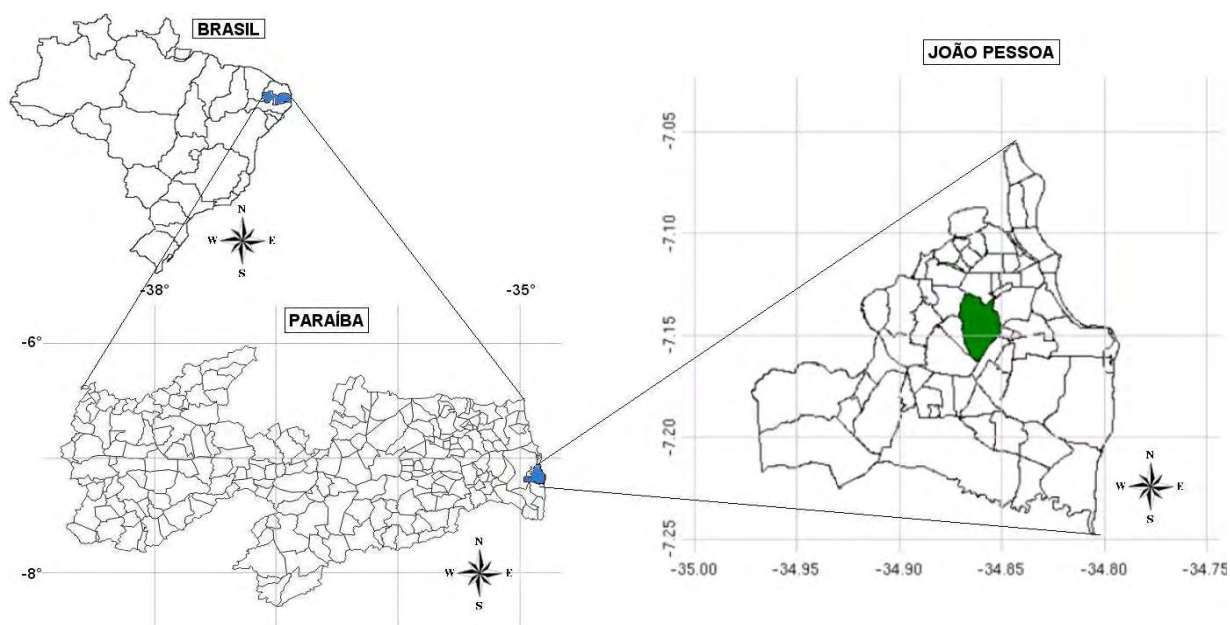 BRASIL
N
W E
S
-38° -35°
PARAÍBA
-6°
-8°
N
W E
S
JOÃO PESSOA
-7.05
-7.10
-7.15
-7.20
-7.25
N
W E
S
-35.00 -34.95 -34.90 -34.85 -34.80 -34.75